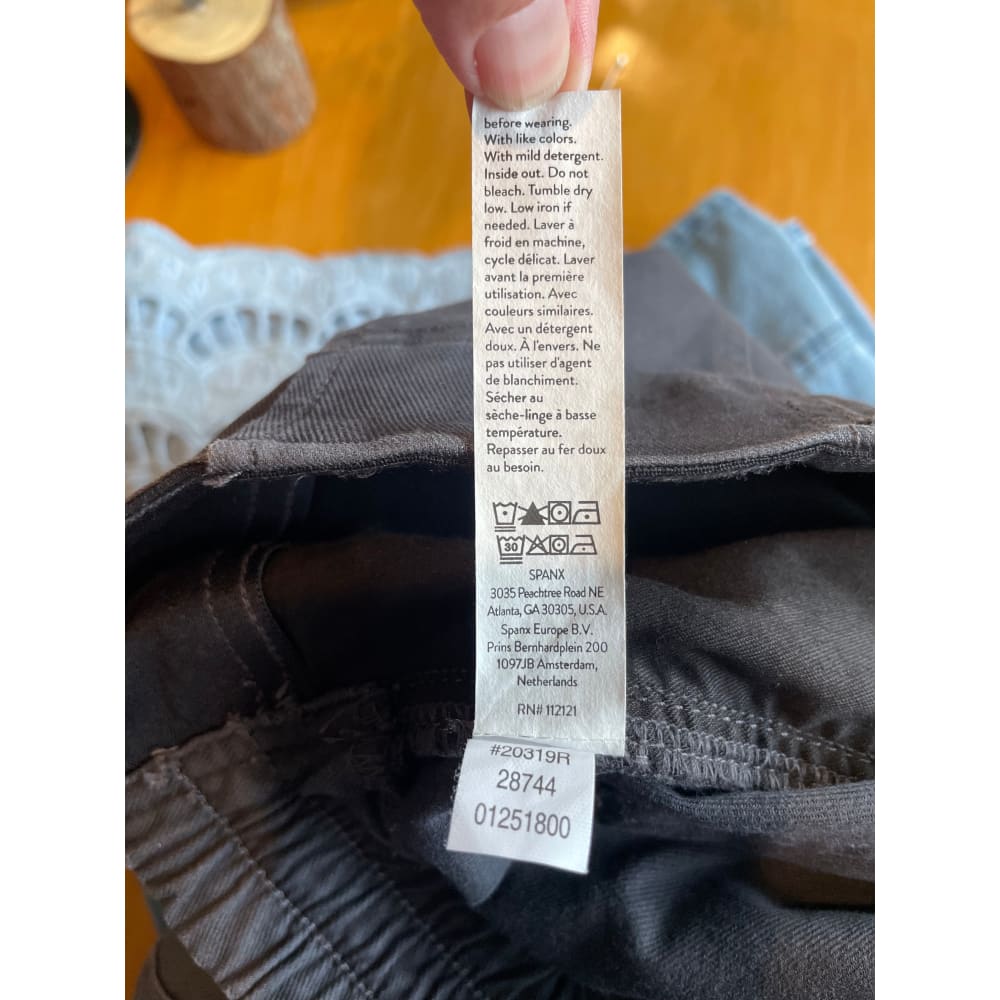 before wearing.
With like colors.
With mild detergent.
Inside out. Do not
bleach. Tumble dry
low. Low iron if
needed. Laver à
froid en machine,
cycle délicat. Laver
avant la première
utilisation. Avec
couleurs similaires.
Avec un détergent
doux. À l'envers. Ne
pas utiliser d'agent
de blanchiment.
Sécher au
sèche-linge à basse
température.
Repasser au fer doux
au besoin.
30
SPANX
3035 Peachtree Road NE
Atlanta, GA 30305, U.S.A.
Spanx Europe B.V.
Prins Bernhardplein 200
1097JB Amsterdam,
Netherlands
RN# 112121
#20319R
28744
01251800